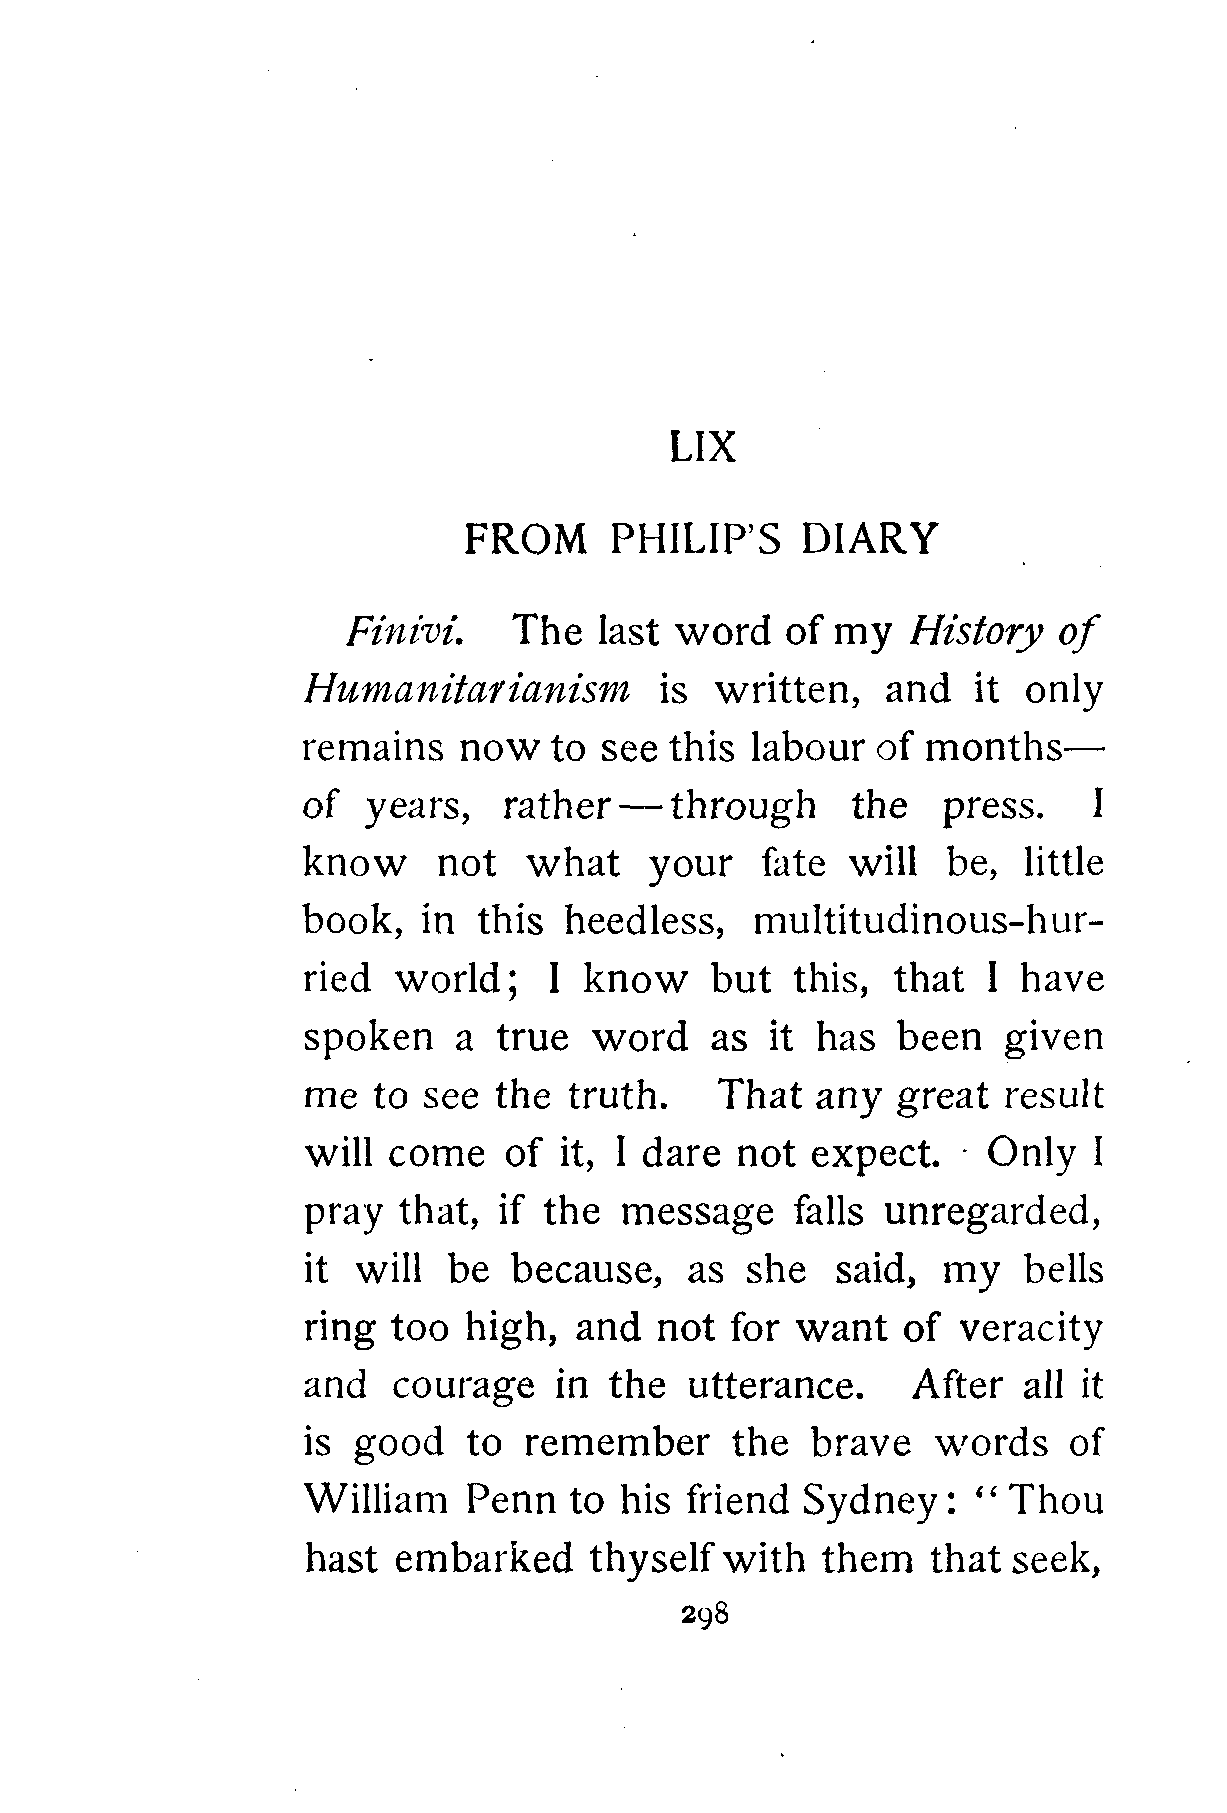 LIX
FROM PHILIP'S DIARY
Finivi. The last word of my History of
Humanitarianism is written, and it only
remains now to see this labour of months—
of years, rather—through the press. I
know not what your fate will be, little
book, in this heedless, multitudinous-hur-
ried world; I know but this, that I have
spoken a true word as it has been given
me to see the truth. That any great result
will come of it, I dare not expect. Only I
pray that, if the message falls unregarded,
it will be because, as she said, my bells
ring too high, and not for want of veracity
and courage in the utterance. After all it
is good to remember the brave words of
William Penn to his friend Sydney: "Thou
hast embarked thyself with them that seek,
298